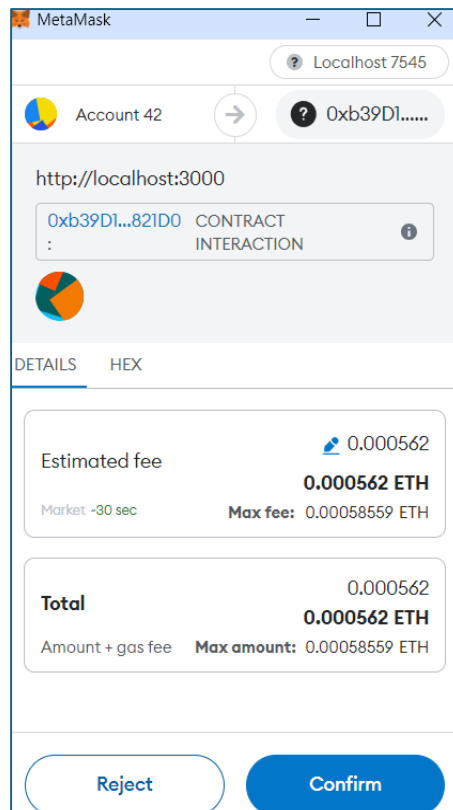 MetaMask
Localhost 7545
Account 42
0xb39D1......
http://localhost:3000
0xb39D1...821D0 CONTRACT
: INTERACTION
DETAILS HEX
0.000562
Estimated fee
0.000562 ETH
Market ~30 sec Max fee: 0.00058559 ETH
0.000562
Total
0.000562 ETH
Amount + gas fee Max amount: 0.00058559 ETH
Reject Confirm